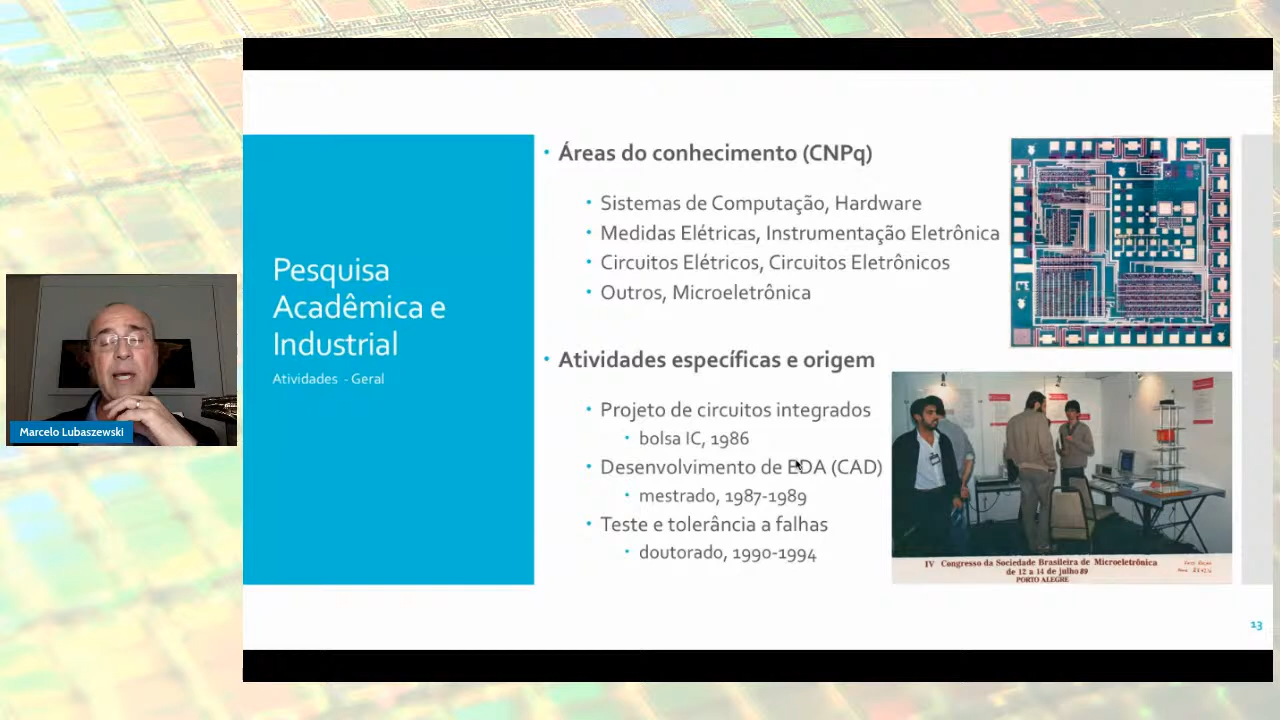 Pesquisa
Acadêmica e
Industrial
Atividades - Geral
• Áreas do conhecimento (CNPq)
• Sistemas de Computação, Hardware
• Medidas Elétricas, Instrumentação Eletrônica
• Circuitos Elétricos, Circuitos Eletrônicos
• Outros, Microeletrônica
• Atividades específicas e origem
• Projeto de circuitos integrados
• bolsa IC, 1986
• Desenvolvimento de EDA (CAD)
• mestrado, 1987-1989
• Teste e tolerância a falhas
• doutorado, 1990-1994
IV Congresso da Sociedade Brasileira de Microeletrônica
de 12 a 14 de julho 89
PORTO ALEGRE
13
Marcelo Lubaszewski